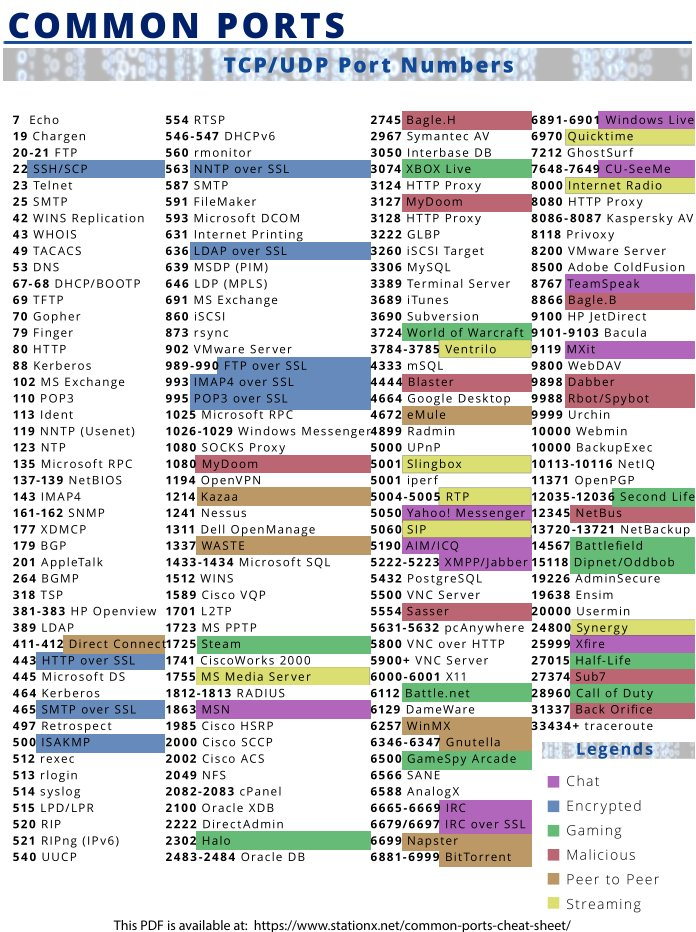 COMMON PORTS
TCP/UDP Port Numbers
7 Echo
19 Chargen
20-21 FTP
22 SSH/SCP
23 Telnet
25 SMTP
42 WINS Replication
43 WHOIS
49 TACACS
53 DNS
67-68 DHCP/BOOTP
69 TFTP
70 Gopher
79 Finger
80 HTTP
88 Kerberos
102 MS Exchange
110 POP3
113 Ident
119 NNTP (Usenet)
123 NTP
135 Microsoft RPC
137-139 NetBIOS
143 IMAP4
161-162 SNMP
177 XDMCP
179 BGP
201 AppleTalk
264 BGMP
318 TSP
381-383 HP Openview
389 LDAP
411-412 Direct Connect
443 HTTP over SSL
445 Microsoft DS
464 Kerberos
465 SMTP over SSL
497 Retrospect
500 ISAKMP
512 rexec
513 rlogin
514 syslog
515 LPD/LPR
520 RIP
521 RIPng (IPv6)
540 UUCP
554 RTSP
546-547 DHCPv6
560 rmonitor
563 NNTP over SSL
587 SMTP
591 FileMaker
593 Microsoft DCOM
631 Internet Printing
636 LDAP over SSL
639 MSDP (PIM)
646 LDP (MPLS)
691 MS Exchange
860 iSCSI
873 rsync
902 VMware Server
989-990 FTP over SSL
993 IMAP4 over SSL
995 POP3 over SSL
1025 Microsoft RPC
1026-1029 Windows Messenger
1080 SOCKS Proxy
1080 MyDoom
1194 OpenVPN
1214 Kazaa
1241 Nessus
1311 Dell OpenManage
1337 WASTE
1433-1434 Microsoft SQL
1512 WINS
1589 Cisco VQP
1701 L2TP
1723 MS PPTP
1725 Steam
1741 CiscoWorks 2000
1755 MS Media Server
1812-1813 RADIUS
1863 MSN
1985 Cisco HSRP
2000 Cisco SCCP
2002 Cisco ACS
2049 NFS
2082-2083 cPanel
2100 Oracle XDB
2222 DirectAdmin
2302 Halo
2483-2484 Oracle DB
2745 Bagle.H
2967 Symantec AV
3050 Interbase DB
3074 XBOX Live
3124 HTTP Proxy
3127 MyDoom
3128 HTTP Proxy
3222 GLBP
3260 iSCSI Target
3306 MySQL
3389 Terminal Server
3689 iTunes
3690 Subversion
3724 World of Warcraft
3784-3785 Ventrilo
4333 mSQL
4444 Blaster
4664 Google Desktop
4672 eMule
4899 Radmin
5000 UPnP
5001 Slingbox
5001 iperf
5004-5005 RTP
5050 Yahoo! Messenger
5060 SIP
5190 AIM/ICQ
5222-5223 XMPP/Jabber
5432 PostgreSQL
5500 VNC Server
5554 Sasser
5631-5632 pcAnywhere
5800 VNC over HTTP
5900+ VNC Server
6000-6001 X11
6112 Battle.net
6129 DameWare
6257 WinMX
6346-6347 Gnutella
6500 GameSpy Arcade
6566 SANE
6588 AnalogX
6665-6669 IRC
6679/6697 IRC over SSL
6699 Napster
6881-6999 BitTorrent
6891-6901 Windows Live
6970 Quicktime
7212 GhostSurf
7648-7649 CU-SeeMe
8000 Internet Radio
8080 HTTP Proxy
8086-8087 Kaspersky AV
8118 Privoxy
8200 VMware Server
8500 Adobe ColdFusion
8767 TeamSpeak
8866 Bagle.B
9100 HP JetDirect
9101-9103 Bacula
9119 MXit
9800 WebDAV
9898 Dabber
9988 Rbot/Spybot
9999 Urchin
10000 Webmin
10000 BackupExec
10113-10116 NetIQ
11371 OpenPGP
12035-12036 Second Life
12345 NetBus
13720-13721 NetBackup
14567 Battlefield
15118 Dipnet/Oddbob
19226 AdminSecure
19638 Ensim
20000 Usermin
24800 Synergy
25999 Xfire
27015 Half-Life
27374 Sub7
28960 Call of Duty
31337 Back Orifice
33434+ traceroute
Legends
Chat
Encrypted
Gaming
Malicious
Peer to Peer
Streaming
This PDF is available at: https://www.stationx.net/common-ports-cheat-sheet/